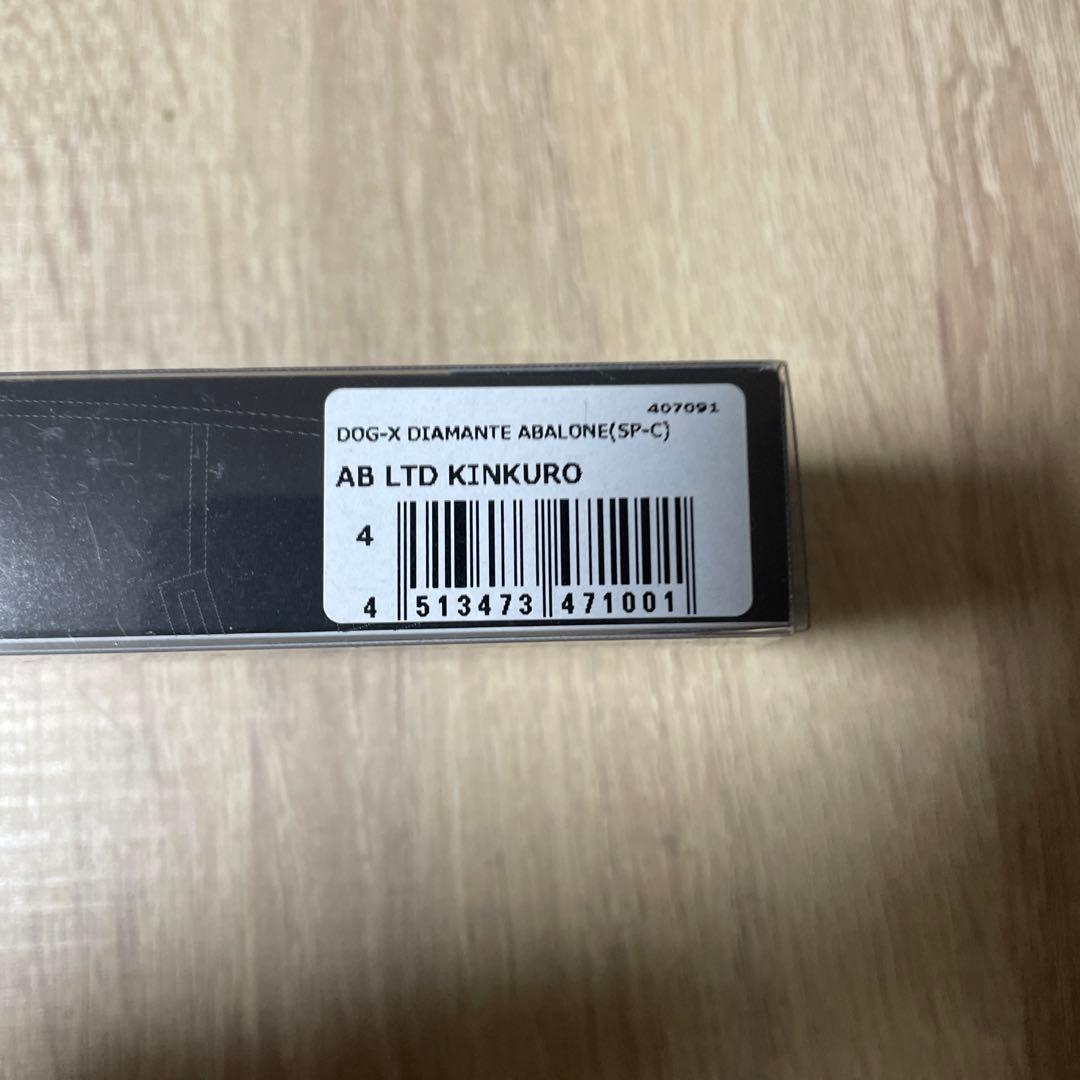 407091
DOG-X DIAMANTE ABALONE(SP-C)
AB LTD KINKURO
4
4 513473 471001